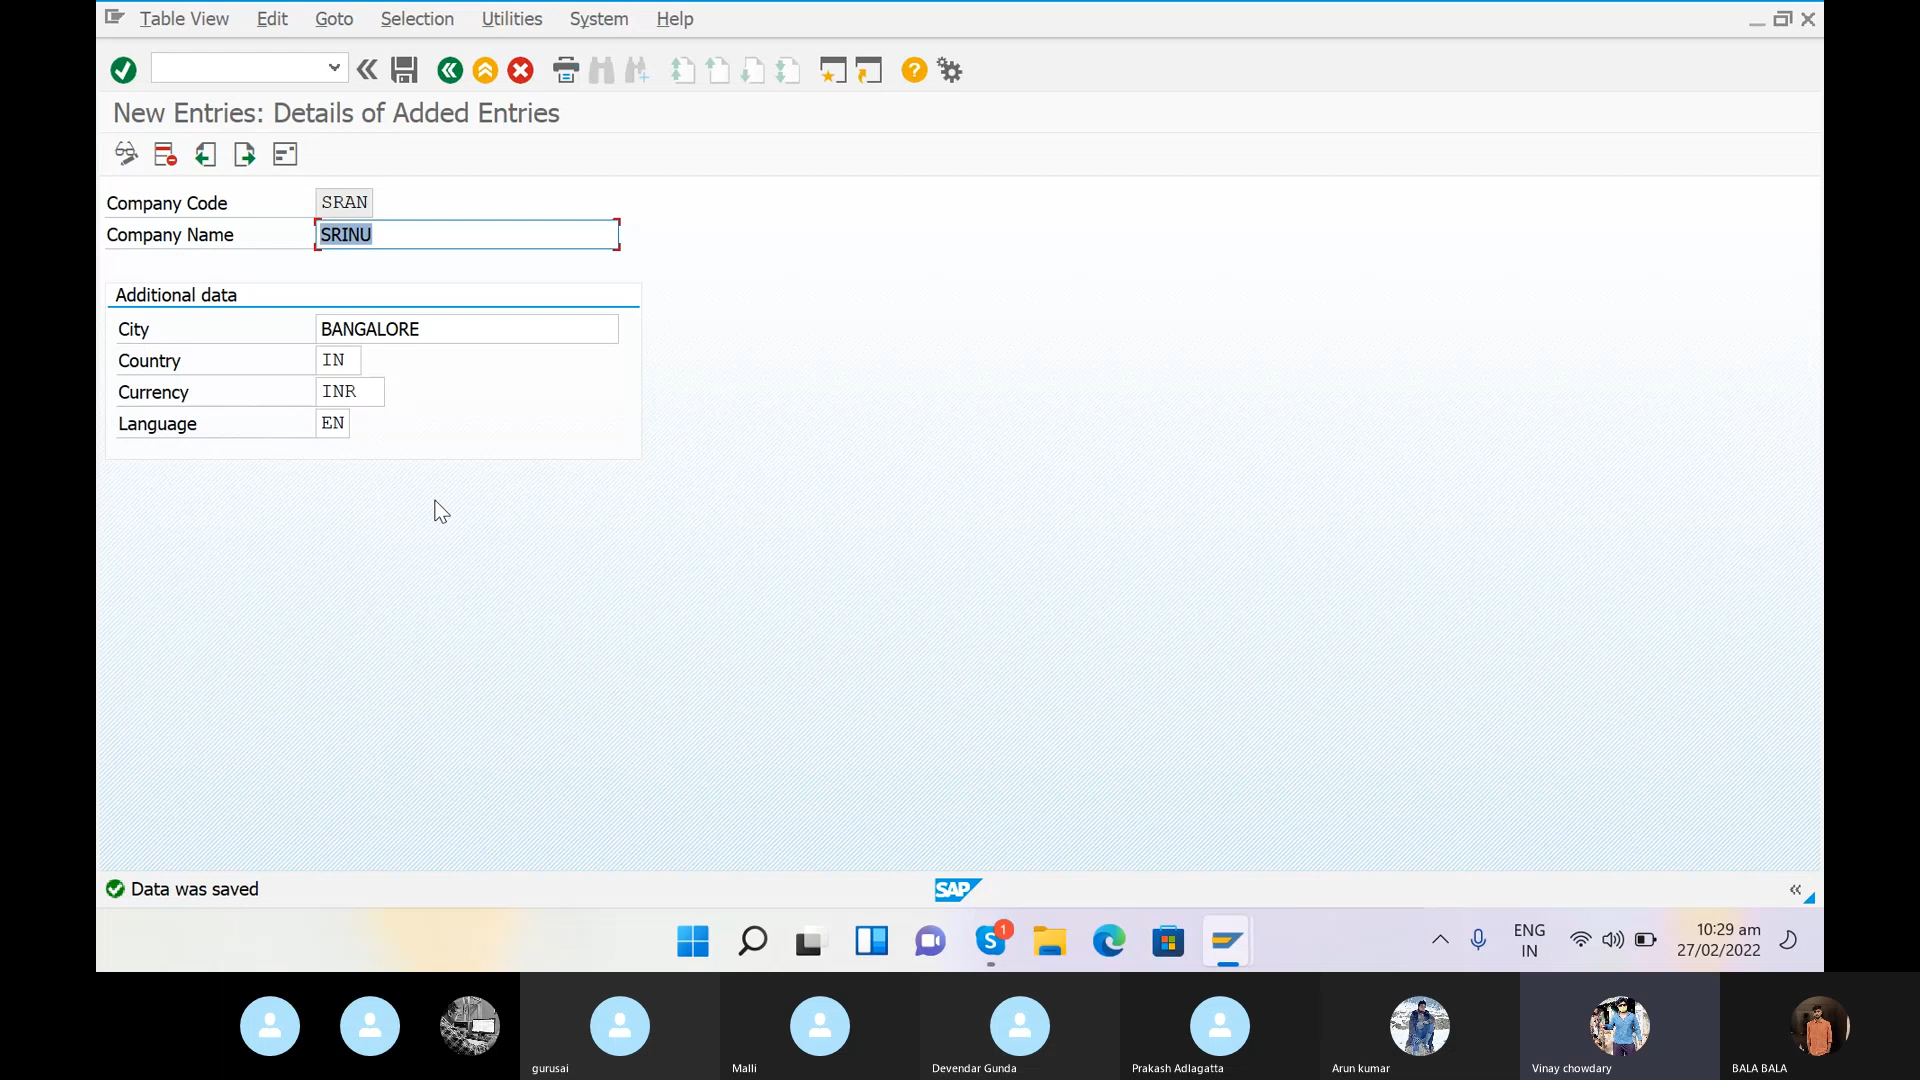 Table View Edit Goto Selection Utilities System Help
New Entries: Details of Added Entries
Company Code SRAN
Company Name SRINU
Additional data
City BANGALORE
Country IN
Currency INR
Language EN
Data was saved
SAP
1
ENG
IN
10:29 am
27/02/2022
gurusai
Malli
Devendar Gunda
Prakash Adlagatta
Arun kumar
Vinay chowdary
BALA BALA